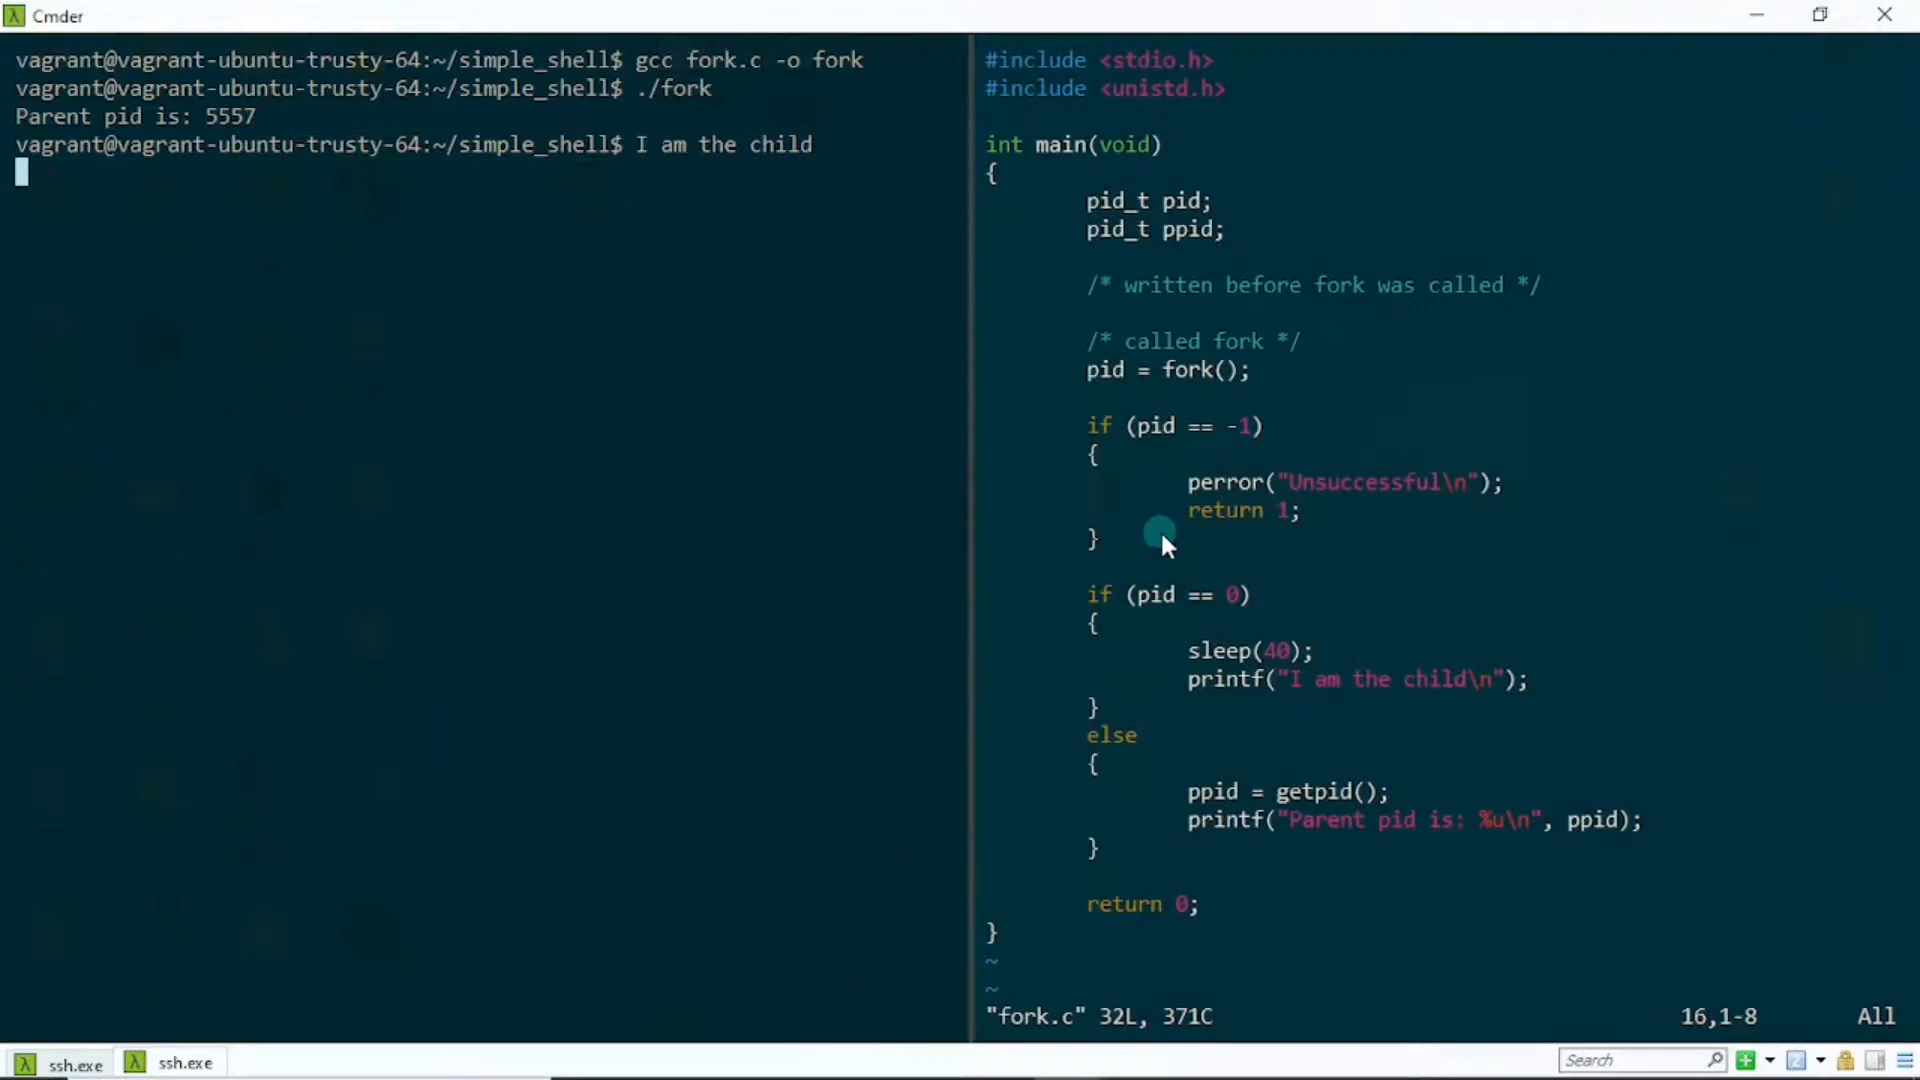 Cmder
vagrant@vagrant-ubuntu-trusty-64:~/simple_shell$ gcc fork.c -o fork
vagrant@vagrant-ubuntu-trusty-64:~/simple_shell$ ./fork
Parent pid is: 5557
vagrant@vagrant-ubuntu-trusty-64:~/simple_shell$ I am the child
#include <stdio.h>
#include <unistd.h>
int main(void)
{
pid_t pid;
pid_t ppid;
/* written before fork was called */
/* called fork */
pid = fork();
if (pid == -1)
{
perror("Unsuccessful\n");
return 1;
}
if (pid == 0)
{
sleep(40);
printf("I am the child\n");
}
else
{
ppid = getpid();
printf("Parent pid is: %u\n", ppid);
}
return 0;
}
~
~
"fork.c" 32L, 371C 16,1-8 All
ssh.exe ssh.exe Search